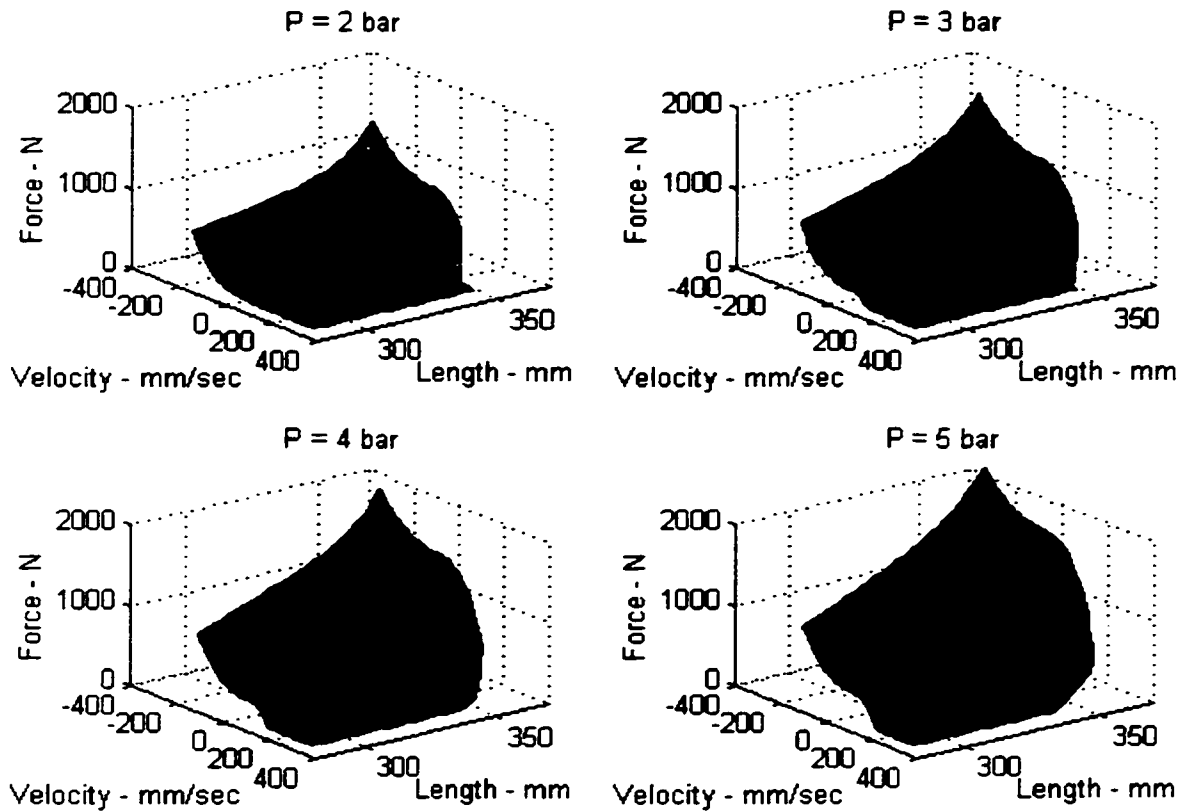 P = 2 bar
2000
1000
0
Force - N
-400
-200
0
200
400
Velocity - mm/sec
300
350
Length - mm
P = 3 bar
2000
1000
0
Force - N
-400
-200
0
200
400
Velocity - mm/sec
300
350
Length - mm
P = 4 bar
2000
1000
0
Force - N
-400
-200
0
200
400
Velocity - mm/sec
300
350
Length - mm
P = 5 bar
2000
1000
0
Force - N
-400
-200
0
200
400
Velocity - mm/sec
300
350
Length - mm